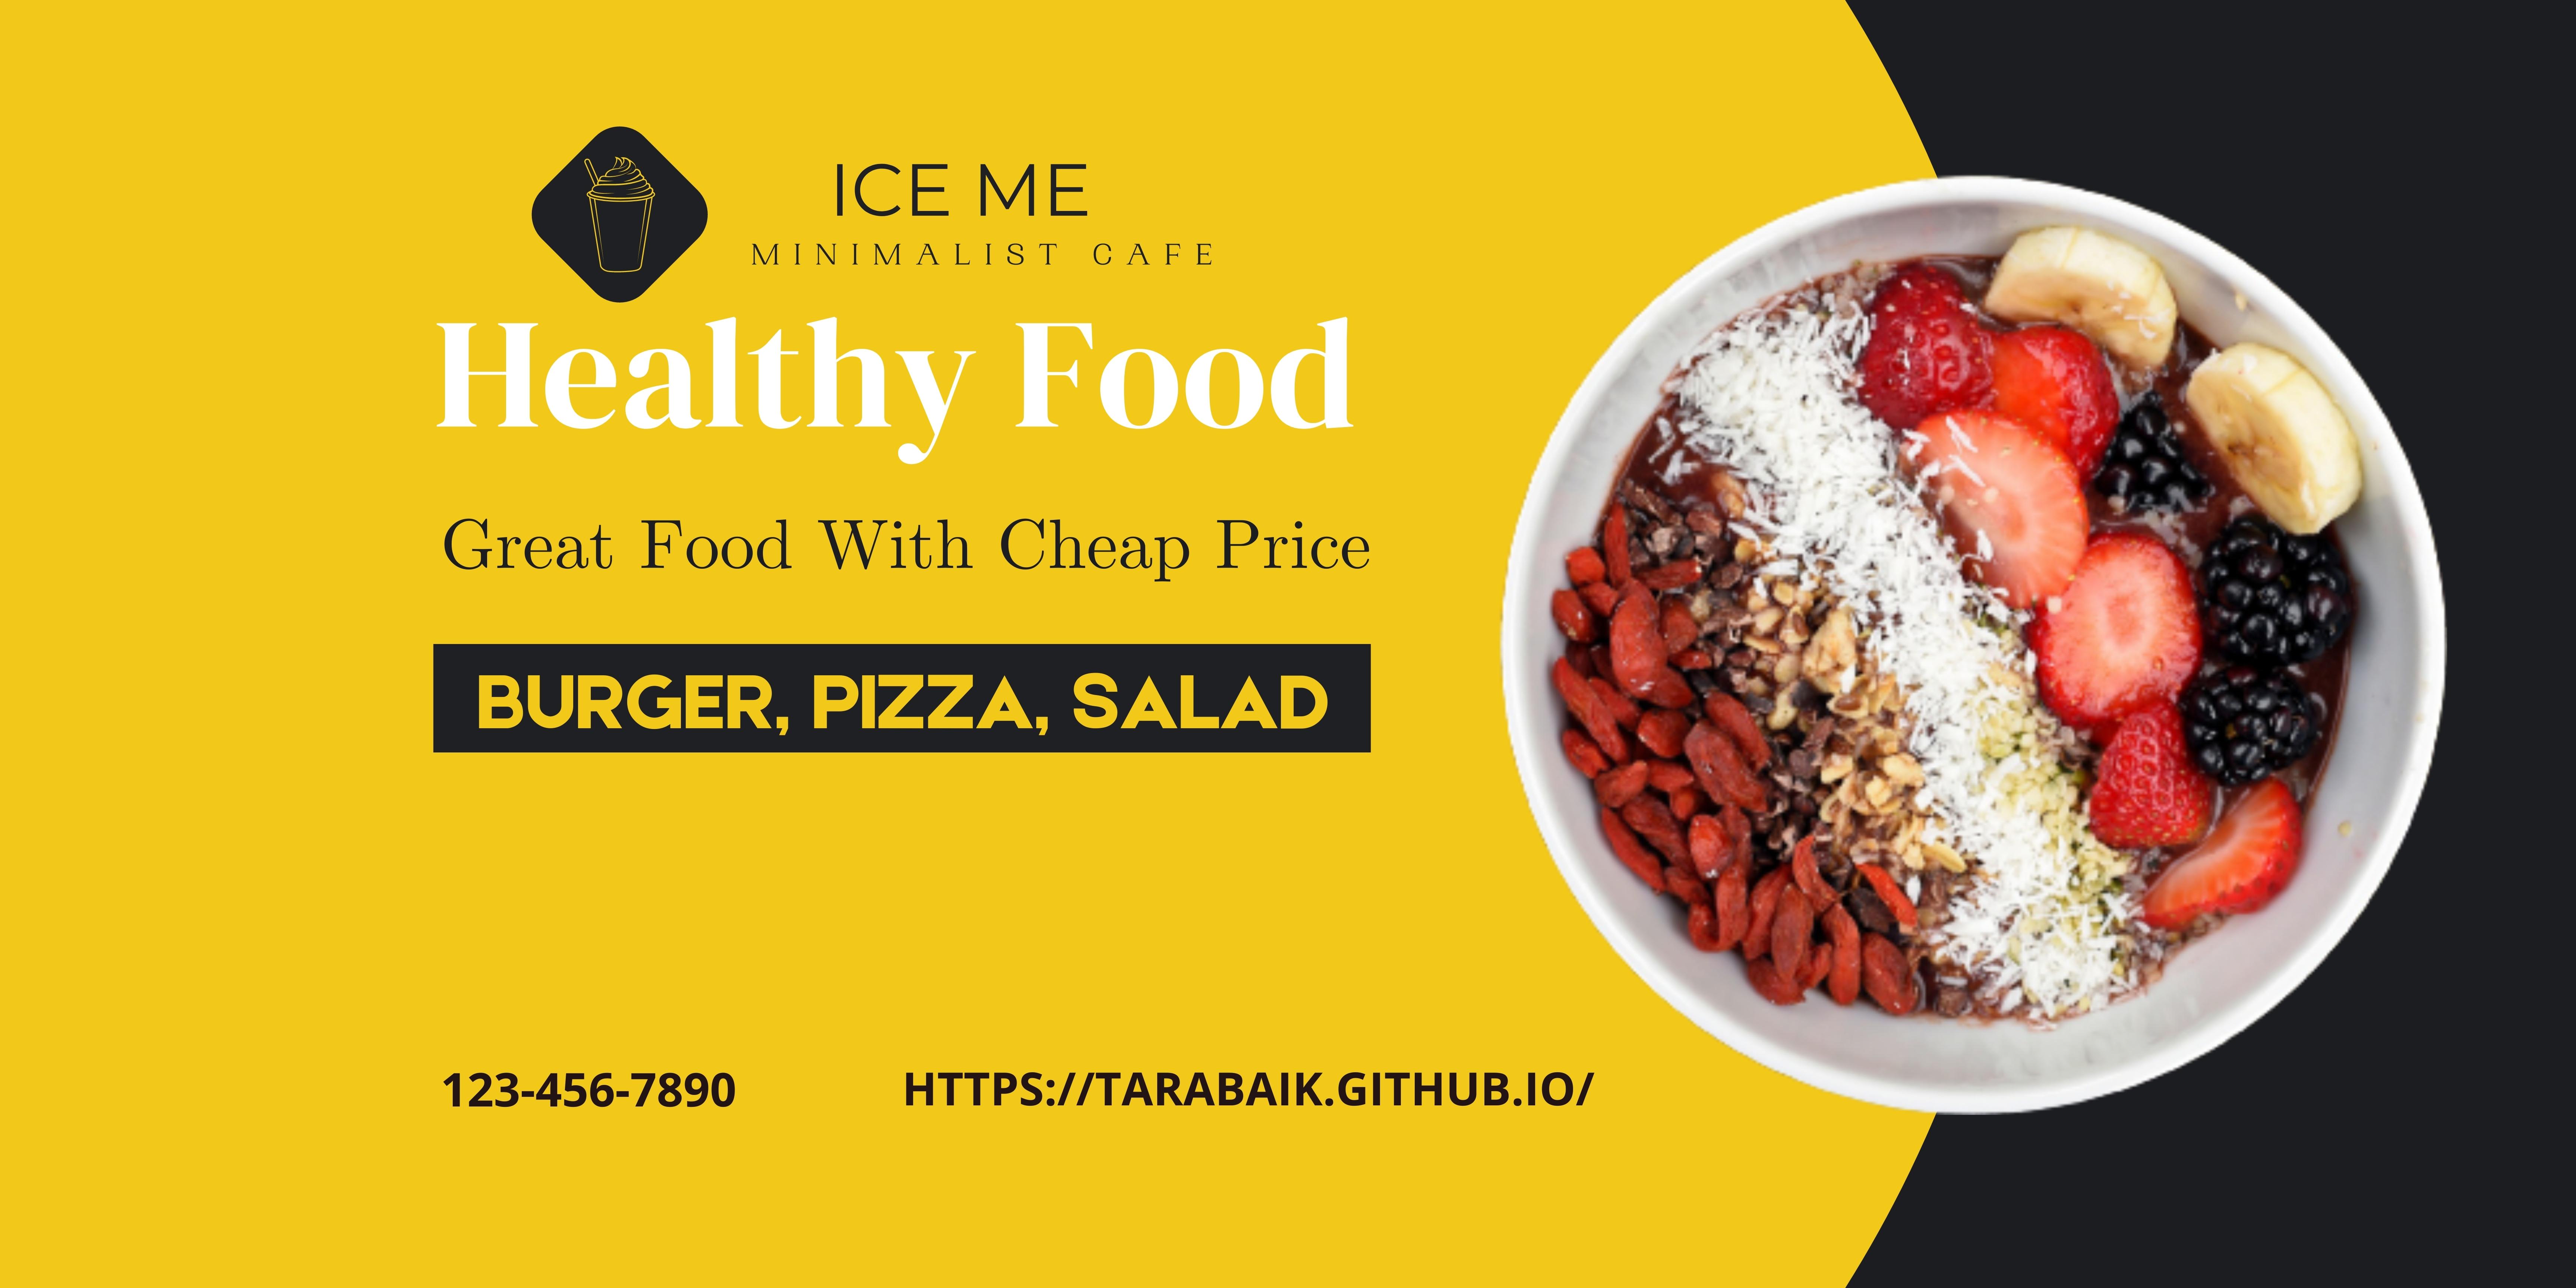 ICE ME
MINIMALIST CAFE
Healthy Food
Great Food With Cheap Price
BURGER, PIZZA, SALAD
123-456-7890
HTTPS://TARABAIK.GITHUB.IO/